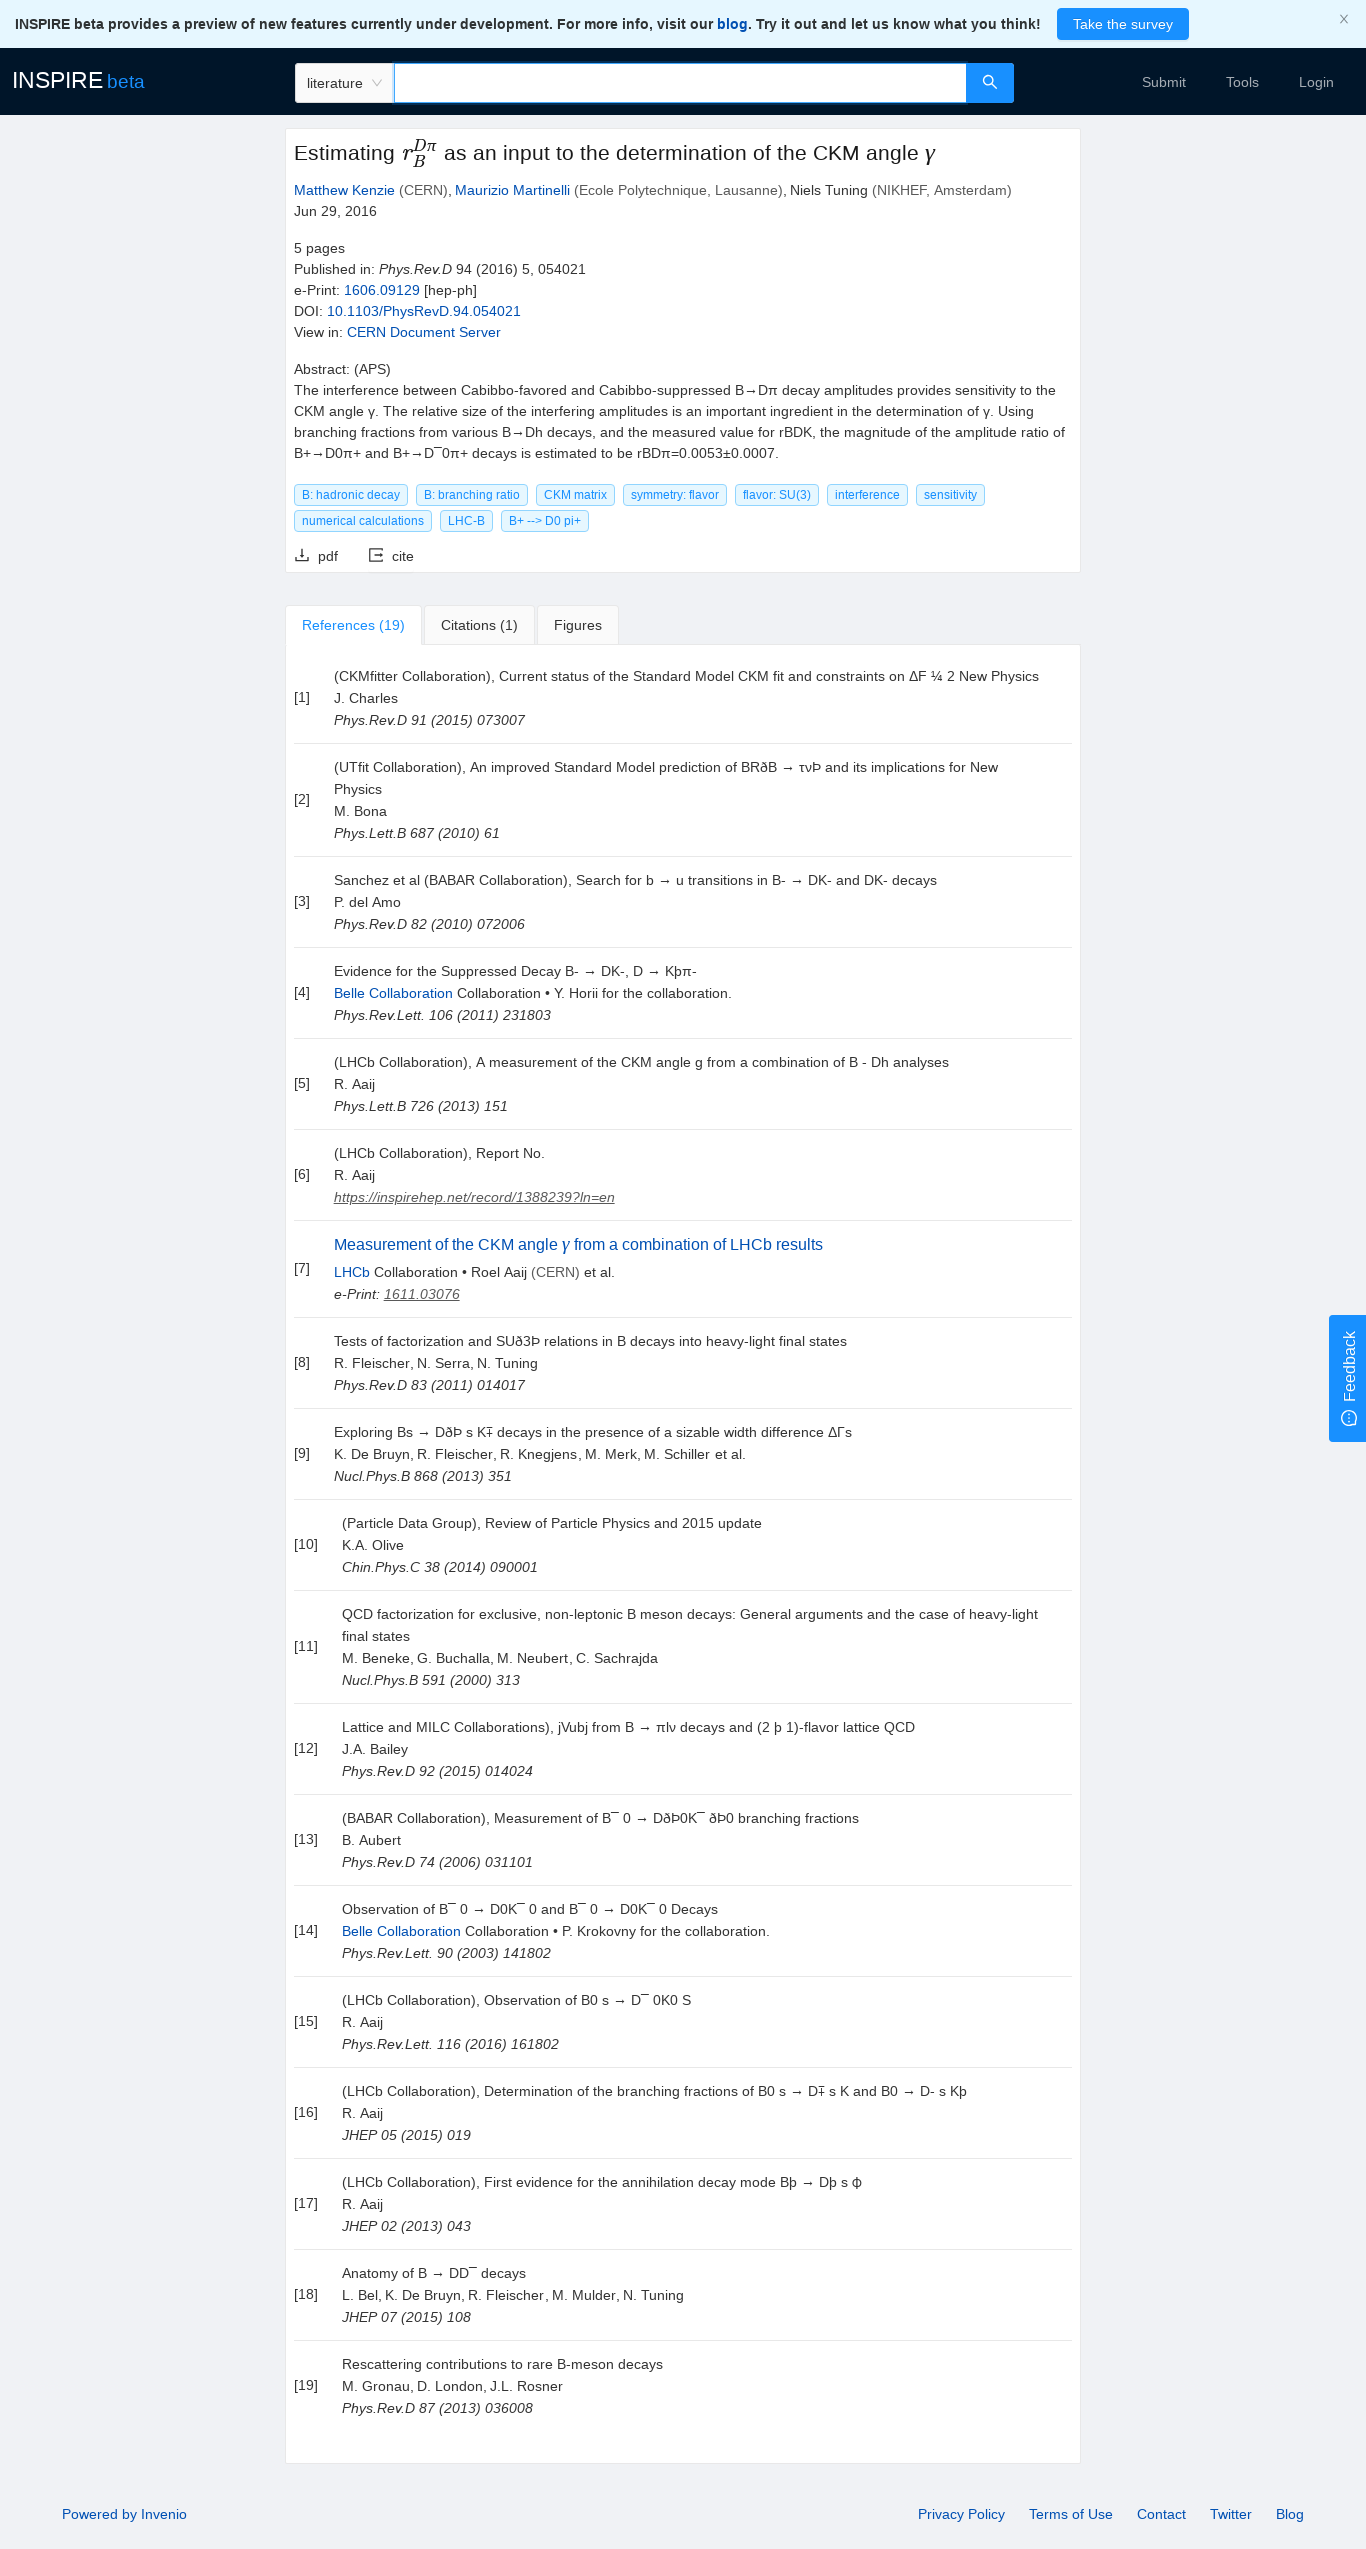 INSPIRE beta provides a preview of new features currently under development. For more info, visit our blog. Try it out and let us know what you think! Take the survey
INSPIRE beta literature Submit Tools Login
Estimating r_B^{Dπ} as an input to the determination of the CKM angle γ
Matthew Kenzie (CERN), Maurizio Martinelli (Ecole Polytechnique, Lausanne), Niels Tuning (NIKHEF, Amsterdam)
Jun 29, 2016
5 pages
Published in: Phys.Rev.D 94 (2016) 5, 054021
e-Print: 1606.09129 [hep-ph]
DOI: 10.1103/PhysRevD.94.054021
View in: CERN Document Server
Abstract: (APS)
The interference between Cabibbo-favored and Cabibbo-suppressed B→Dπ decay amplitudes provides sensitivity to the
CKM angle γ. The relative size of the interfering amplitudes is an important ingredient in the determination of γ. Using
branching fractions from various B→Dh decays, and the measured value for rBDK, the magnitude of the amplitude ratio of
B+→D0π+ and B+→D¯0π+ decays is estimated to be rBDπ=0.0053±0.0007.
B: hadronic decay B: branching ratio CKM matrix symmetry: flavor flavor: SU(3) interference sensitivity
numerical calculations LHC-B B+ --> D0 pi+
pdf cite
References (19) Citations (1) Figures
[1] (CKMfitter Collaboration), Current status of the Standard Model CKM fit and constraints on ΔF ¼ 2 New Physics
J. Charles
Phys.Rev.D 91 (2015) 073007
[2] (UTfit Collaboration), An improved Standard Model prediction of BRðB → τνÞ and its implications for New
Physics
M. Bona
Phys.Lett.B 687 (2010) 61
[3] Sanchez et al (BABAR Collaboration), Search for b → u transitions in B- → DK- and DK- decays
P. del Amo
Phys.Rev.D 82 (2010) 072006
[4] Evidence for the Suppressed Decay B- → DK-, D → Kþπ-
Belle Collaboration Collaboration • Y. Horii for the collaboration.
Phys.Rev.Lett. 106 (2011) 231803
[5] (LHCb Collaboration), A measurement of the CKM angle g from a combination of B - Dh analyses
R. Aaij
Phys.Lett.B 726 (2013) 151
[6] (LHCb Collaboration), Report No.
R. Aaij
https://inspirehep.net/record/1388239?ln=en
[7] Measurement of the CKM angle γ from a combination of LHCb results
LHCb Collaboration • Roel Aaij (CERN) et al.
e-Print: 1611.03076
[8] Tests of factorization and SUð3Þ relations in B decays into heavy-light final states
R. Fleischer, N. Serra, N. Tuning
Phys.Rev.D 83 (2011) 014017
Feedback
[9] Exploring Bs → DðÞ s K∓ decays in the presence of a sizable width difference ΔΓs
K. De Bruyn, R. Fleischer, R. Knegjens, M. Merk, M. Schiller et al.
Nucl.Phys.B 868 (2013) 351
[10] (Particle Data Group), Review of Particle Physics and 2015 update
K.A. Olive
Chin.Phys.C 38 (2014) 090001
[11] QCD factorization for exclusive, non-leptonic B meson decays: General arguments and the case of heavy-light
final states
M. Beneke, G. Buchalla, M. Neubert, C. Sachrajda
Nucl.Phys.B 591 (2000) 313
[12] Lattice and MILC Collaborations), jVubj from B → πlν decays and (2 þ 1)-flavor lattice QCD
J.A. Bailey
Phys.Rev.D 92 (2015) 014024
[13] (BABAR Collaboration), Measurement of B¯ 0 → DðÞ0K¯ ðÞ0 branching fractions
B. Aubert
Phys.Rev.D 74 (2006) 031101
[14] Observation of B¯ 0 → D0K¯ 0 and B¯ 0 → D0K¯ 0 Decays
Belle Collaboration Collaboration • P. Krokovny for the collaboration.
Phys.Rev.Lett. 90 (2003) 141802
[15] (LHCb Collaboration), Observation of B0 s → D¯ 0K0 S
R. Aaij
Phys.Rev.Lett. 116 (2016) 161802
[16] (LHCb Collaboration), Determination of the branching fractions of B0 s → D∓ s K and B0 → D- s Kþ
R. Aaij
JHEP 05 (2015) 019
[17] (LHCb Collaboration), First evidence for the annihilation decay mode Bþ → Dþ s ϕ
R. Aaij
JHEP 02 (2013) 043
[18] Anatomy of B → DD¯ decays
L. Bel, K. De Bruyn, R. Fleischer, M. Mulder, N. Tuning
JHEP 07 (2015) 108
[19] Rescattering contributions to rare B-meson decays
M. Gronau, D. London, J.L. Rosner
Phys.Rev.D 87 (2013) 036008
Powered by Invenio Privacy Policy Terms of Use Contact Twitter Blog